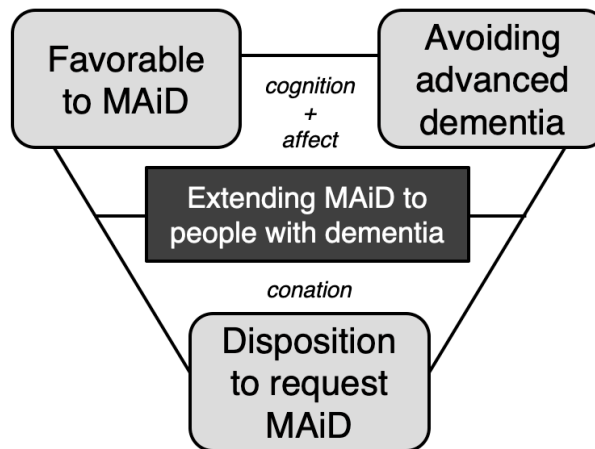 Favorable
to MAiD
Avoiding
advanced
dementia
cognition
+
affect
Extending MAiD to
people with dementia
conation
Disposition
to request
MAiD